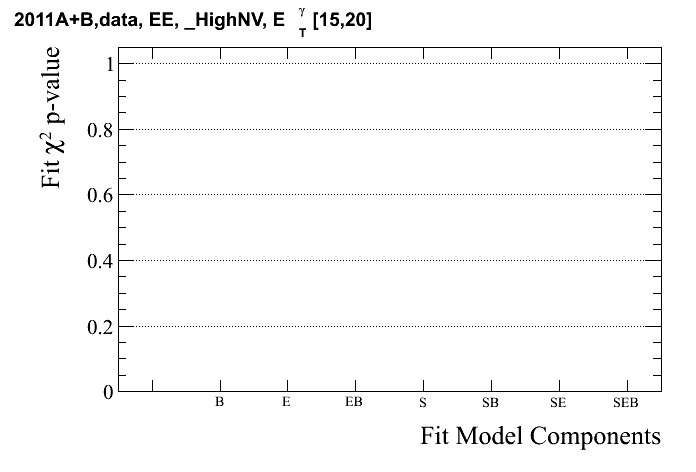 2011A+B,data, EE, _HighNV, E γ T [15,20]
Fit χ² p-value
1
0.8
0.6
0.4
0.2
0
B E EB S SB SE SEB
Fit Model Components